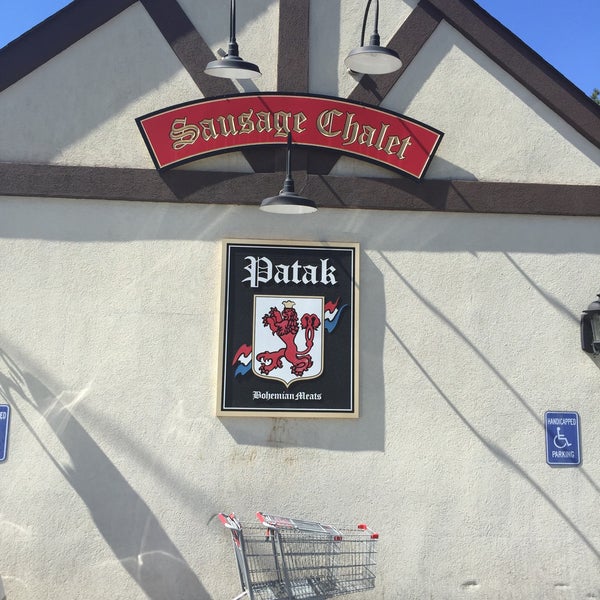 Sausage Chalet
Patak
Bohemian Meats
HANDICAPPED
PARKING